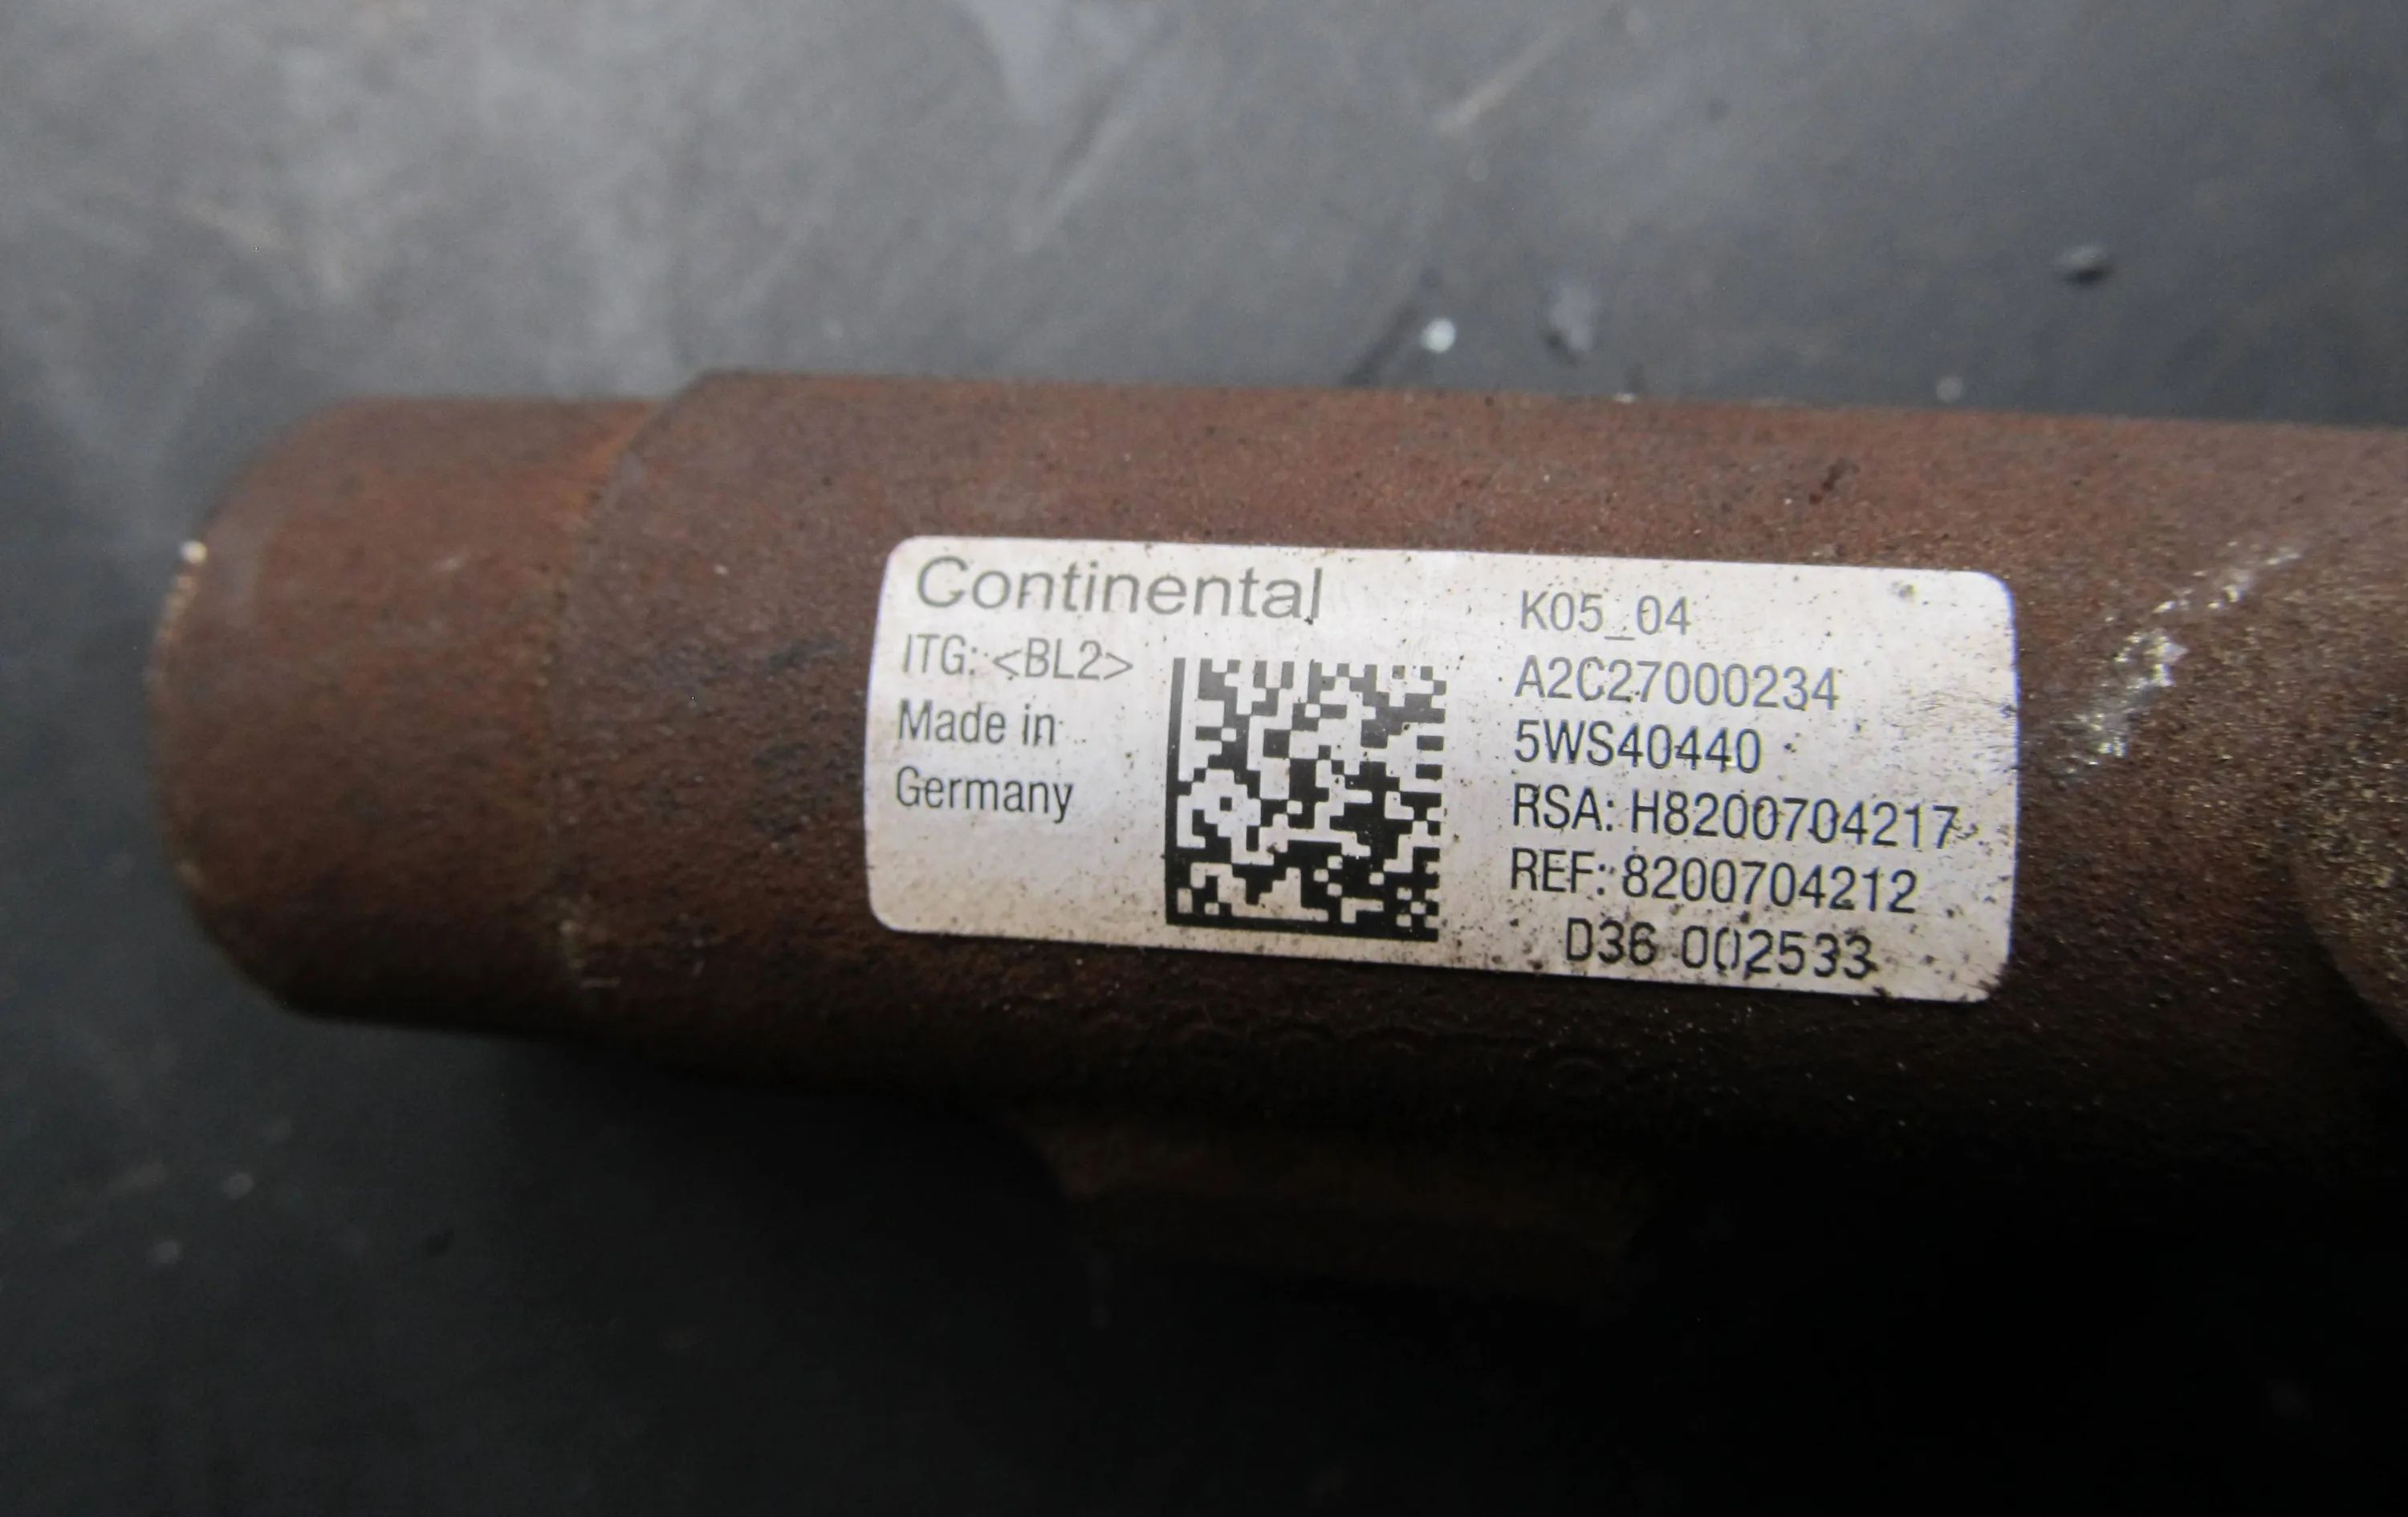 Continental
ITG: <BL2>
Made in
Germany
K05_04
A2C27000234
5WS40440
RSA: H8200704217
REF: 8200704212
D36 002533